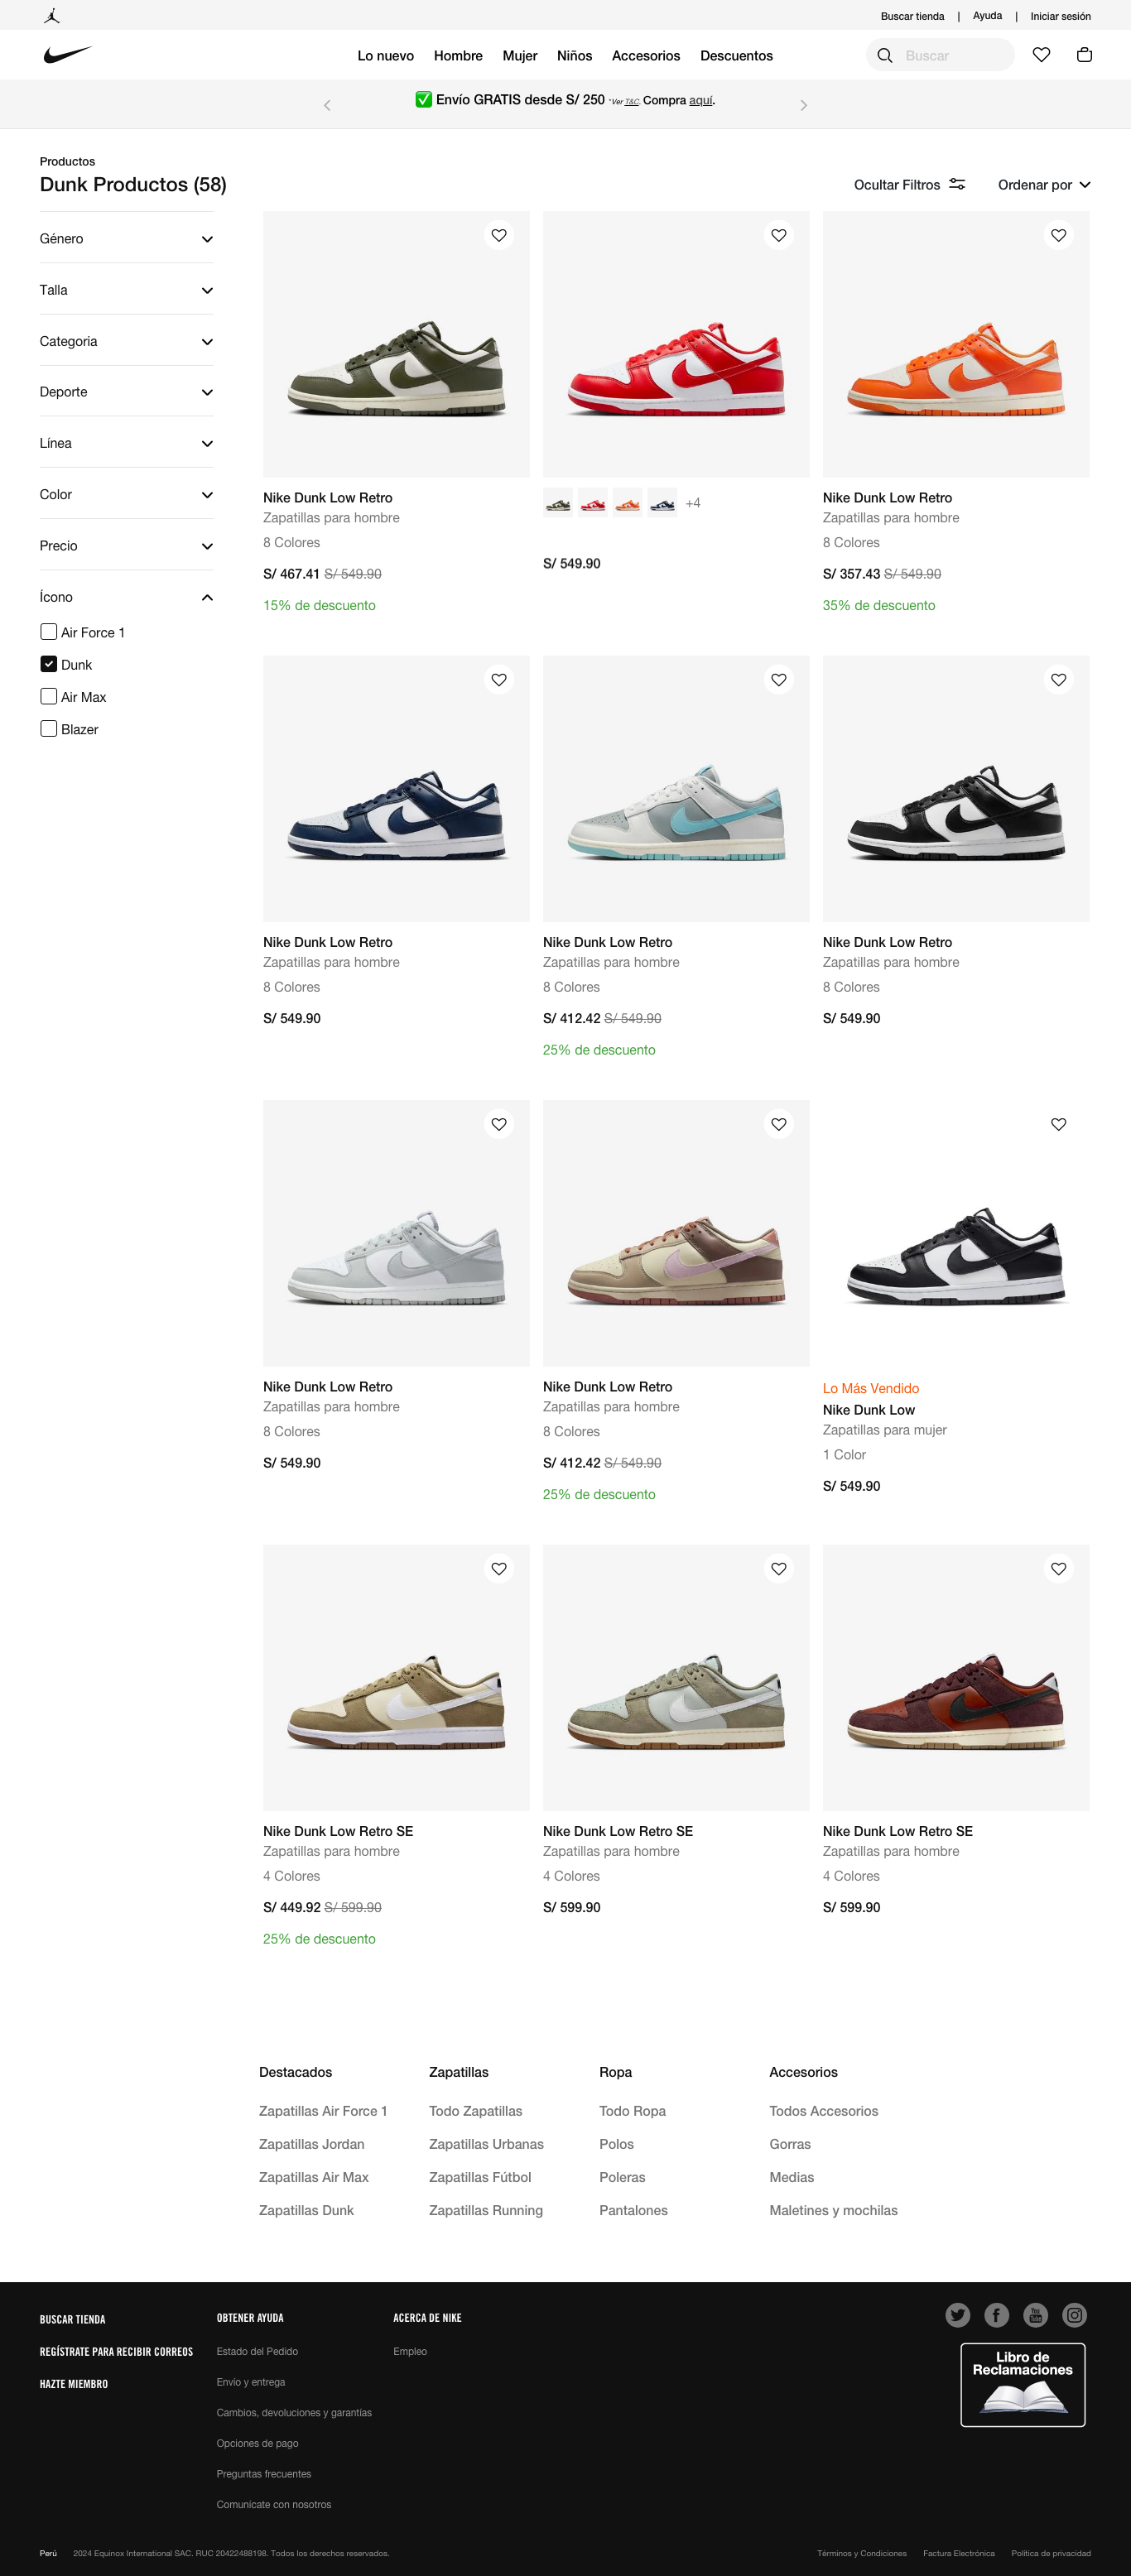 Buscar tienda | Ayuda | Iniciar sesión
Lo nuevo Hombre Mujer Niños Accesorios Descuentos Buscar
✅ Envío GRATIS desde S/ 250 *Ver T&C. Compra aquí.
Productos
Dunk Productos (58)
Ocultar Filtros Ordenar por
Género
Talla
Categoria
Deporte
Línea
Color
Precio
Ícono
Air Force 1
Dunk
Air Max
Blazer
Nike Dunk Low Retro
Zapatillas para hombre
8 Colores
S/ 467.41 S/ 549.90
15% de descuento
+4
S/ 549.90
Nike Dunk Low Retro
Zapatillas para hombre
8 Colores
S/ 357.43 S/ 549.90
35% de descuento
Nike Dunk Low Retro
Zapatillas para hombre
8 Colores
S/ 549.90
Nike Dunk Low Retro
Zapatillas para hombre
8 Colores
S/ 412.42 S/ 549.90
25% de descuento
Nike Dunk Low Retro
Zapatillas para hombre
8 Colores
S/ 549.90
Nike Dunk Low Retro
Zapatillas para hombre
8 Colores
S/ 549.90
Nike Dunk Low Retro
Zapatillas para hombre
8 Colores
S/ 412.42 S/ 549.90
25% de descuento
Lo Más Vendido
Nike Dunk Low
Zapatillas para mujer
1 Color
S/ 549.90
Nike Dunk Low Retro SE
Zapatillas para hombre
4 Colores
S/ 449.92 S/ 599.90
25% de descuento
Nike Dunk Low Retro SE
Zapatillas para hombre
4 Colores
S/ 599.90
Nike Dunk Low Retro SE
Zapatillas para hombre
4 Colores
S/ 599.90
Destacados
Zapatillas Air Force 1
Zapatillas Jordan
Zapatillas Air Max
Zapatillas Dunk
Zapatillas
Todo Zapatillas
Zapatillas Urbanas
Zapatillas Fútbol
Zapatillas Running
Ropa
Todo Ropa
Polos
Poleras
Pantalones
Accesorios
Todos Accesorios
Gorras
Medias
Maletines y mochilas
BUSCAR TIENDA
REGÍSTRATE PARA RECIBIR CORREOS
HAZTE MIEMBRO
OBTENER AYUDA
Estado del Pedido
Envío y entrega
Cambios, devoluciones y garantías
Opciones de pago
Preguntas frecuentes
Comunícate con nosotros
ACERCA DE NIKE
Empleo
You
Tube
Libro de
Reclamaciones
Perú 2024 Equinox International SAC. RUC 20422488198. Todos los derechos reservados.
Términos y Condiciones Factura Electrónica Política de privacidad